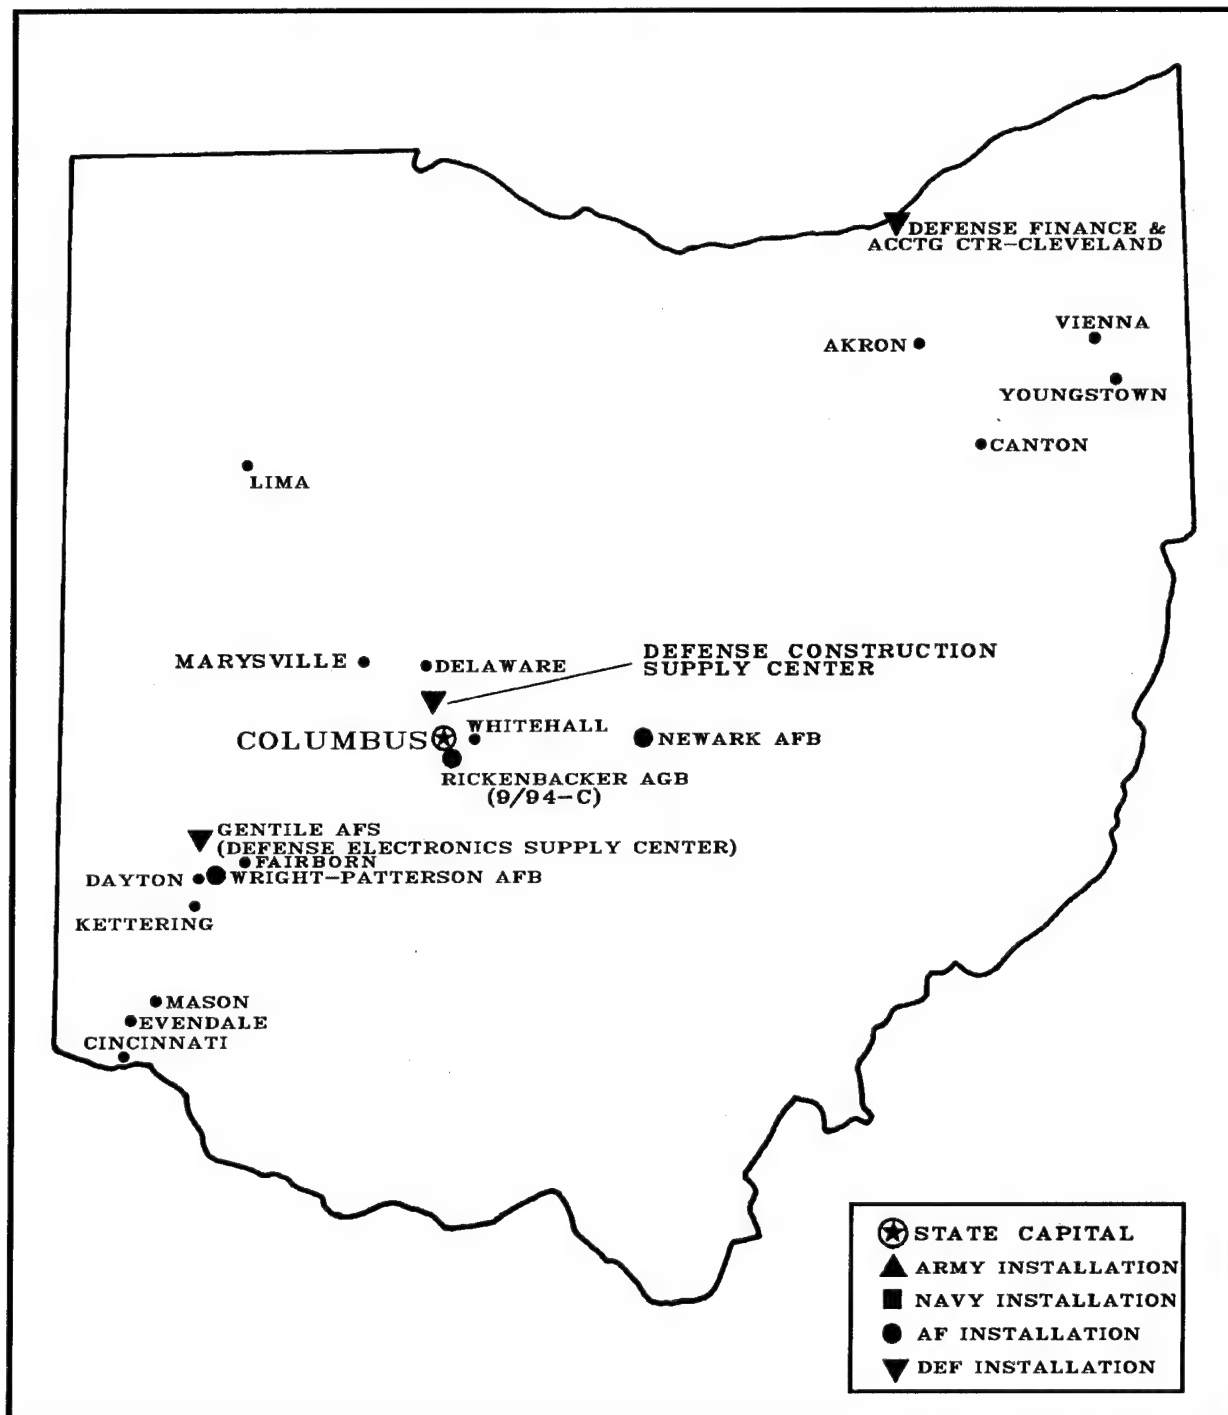 DEFENSE FINANCE &
ACCTG CTR-CLEVELAND
VIENNA
AKRON
YOUNGSTOWN
CANTON
LIMA
DEFENSE CONSTRUCTION
SUPPLY CENTER
MARYSVILLE
DELAWARE
WHITEHALL
COLUMBUS
NEWARK AFB
RICKENBACKER AGB
(9/94-C)
GENTILE AFS
(DEFENSE ELECTRONICS SUPPLY CENTER)
FAIRBORN
DAYTON
WRIGHT-PATTERSON AFB
KETTERING
MASON
EVENDALE
CINCINNATI
STATE CAPITAL
ARMY INSTALLATION
NAVY INSTALLATION
AF INSTALLATION
DEF INSTALLATION